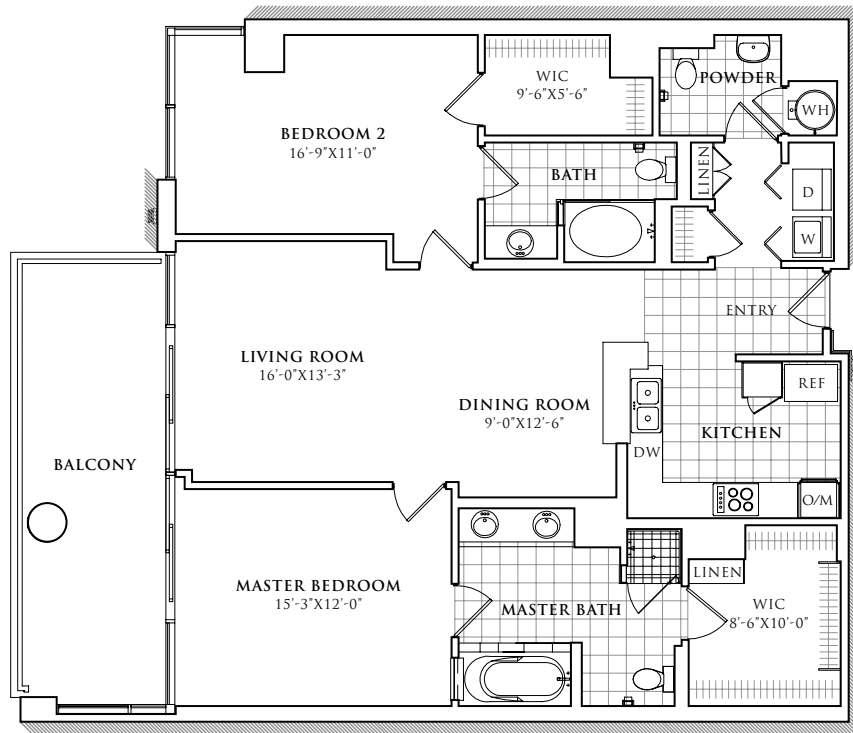 WIC
9'-6"X5'-6"
POWDER
WH
BEDROOM 2
16'-9"X11'-0"
BATH
LINEN
D
W
ENTRY
LIVING ROOM
16'-0"X13'-3"
DINING ROOM
9'-0"X12'-6"
REF
KITCHEN
DW
O/M
BALCONY
MASTER BEDROOM
15'-3"X12'-0"
MASTER BATH
LINEN
WIC
8'-6"X10'-0"